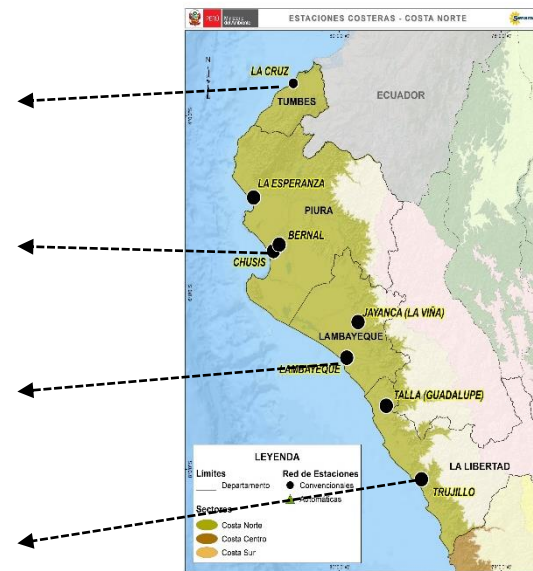 PERÚ Ministerio del Ambiente
ESTACIONES COSTERAS - COSTA NORTE
LA CRUZ
TUMBES
ECUADOR
LA ESPERANZA
PIURA
BERNAL
CHUSIS
JAYANCA (LA VIÑA)
LAMBAYEQUE
LAMBAYEQUE
TALLA (GUADALUPE)
LA LIBERTAD
TRUJILLO
LEYENDA
Limites
Departamento
Sectores
Costa Norte
Costa Centro
Costa Sur
Red de Estaciones
Convencionales
Automáticas